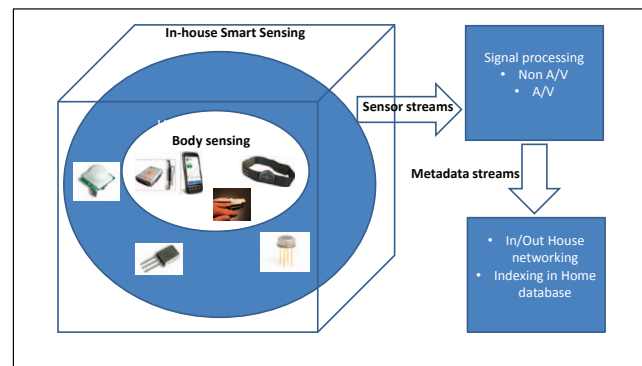 In-house Smart Sensing
Body sensing
Sensor streams
Signal processing
• Non A/V
• A/V
Metadata streams
• In/Out House
networking
• Indexing in Home
database